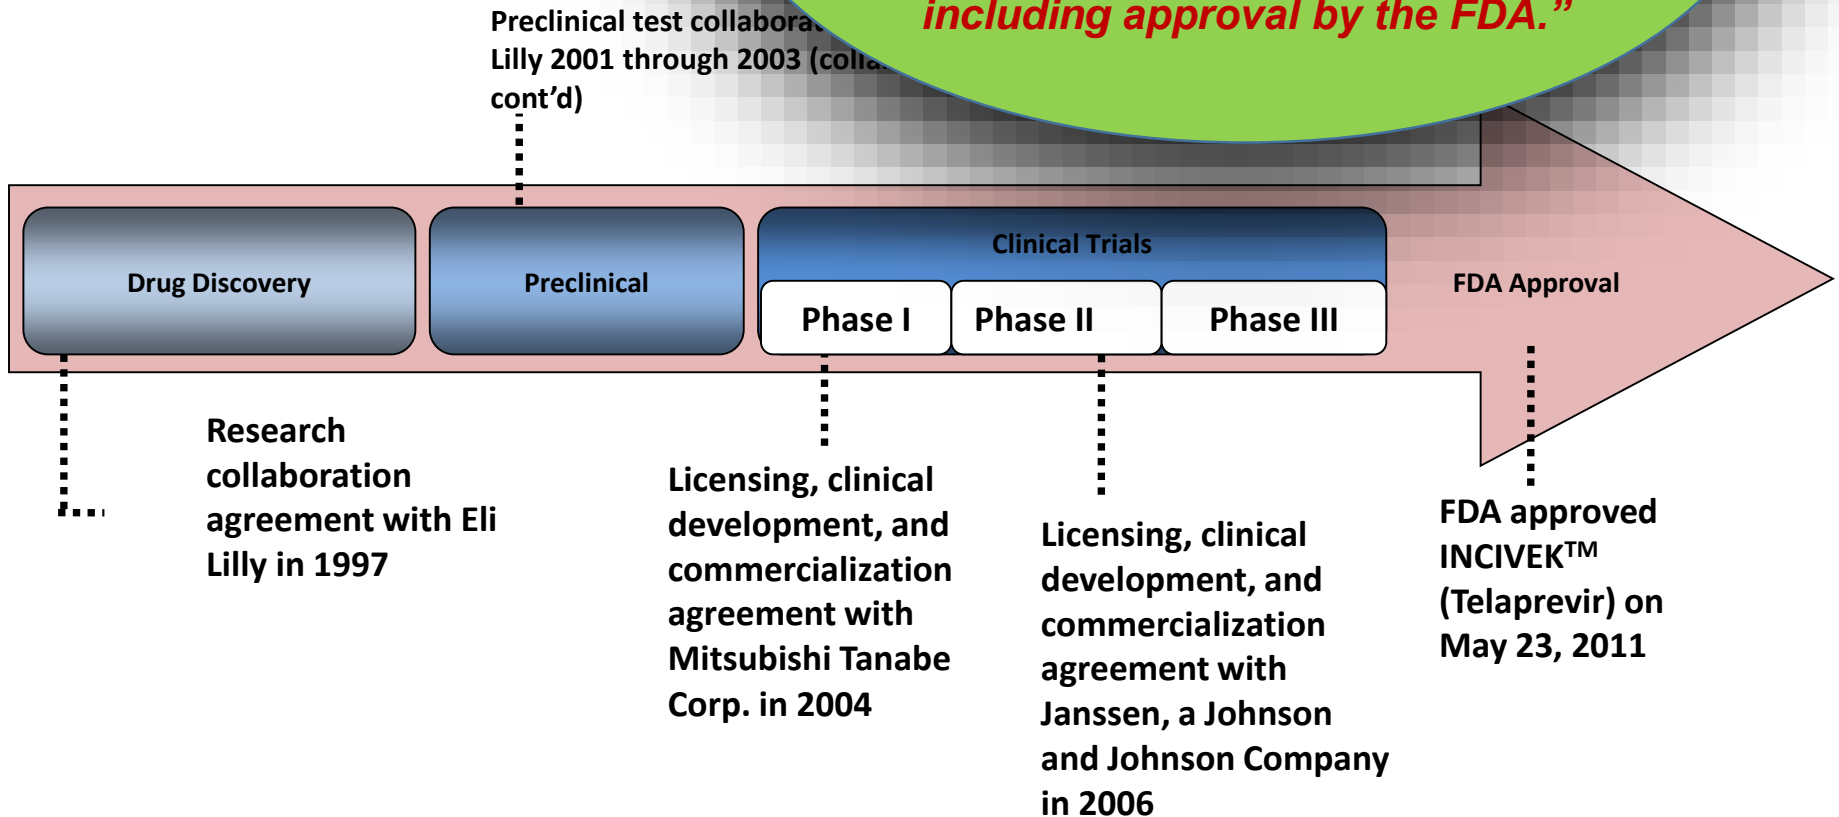 including approval by the FDA.”
Preclinical test
Lilly 2001 through 2003
cont’d)
Clinical Trials
Drug Discovery
Preclinical
FDA Approval
Phase I
Phase II
Phase III
Research
collaboration
agreement with Eli
Lilly in 1997
Licensing, clinical
development, and
commercialization
agreement with
Mitsubishi Tanabe
Corp. in 2004
Licensing, clinical
development, and
commercialization
agreement with
Janssen, a Johnson
and Johnson Company
in 2006
FDA approved
INCIVEK™
(Telaprevir) on
May 23, 2011